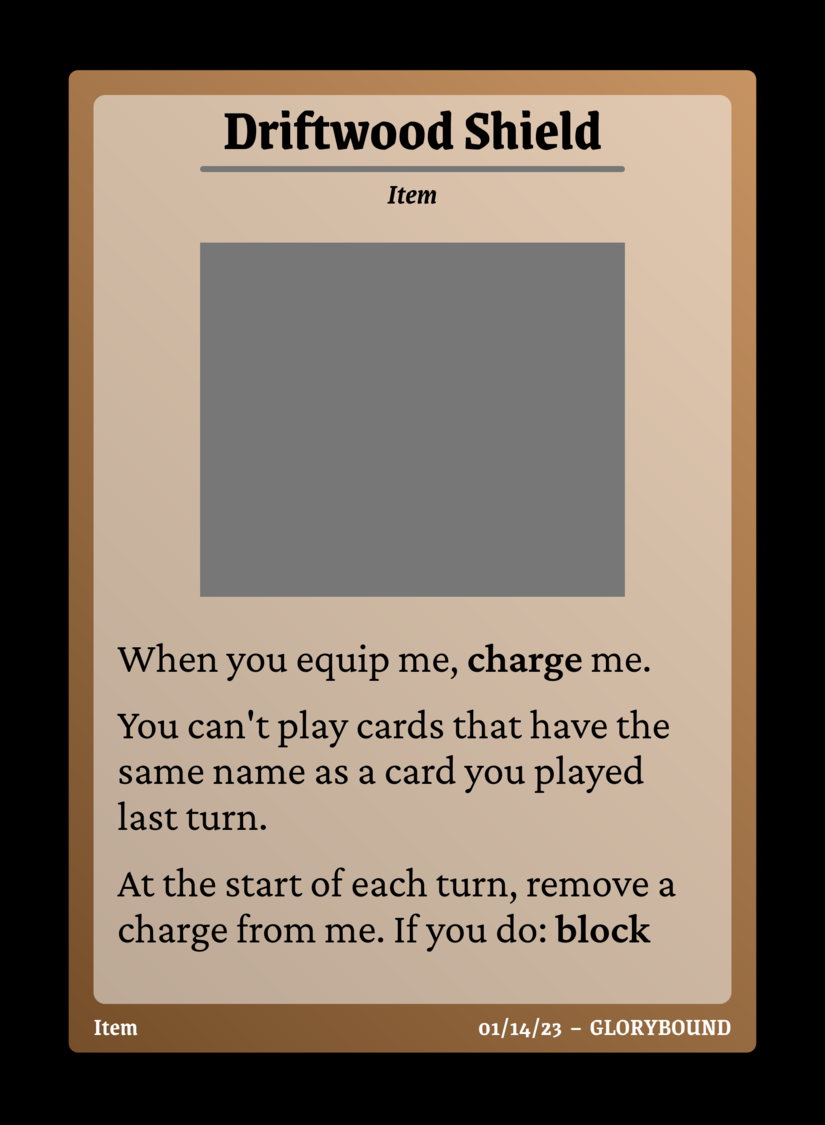 Driftwood Shield
Item
When you equip me, charge me.
You can't play cards that have the
same name as a card you played
last turn.
At the start of each turn, remove a
charge from me. If you do: block
Item
01/14/23 – GLORYBOUND